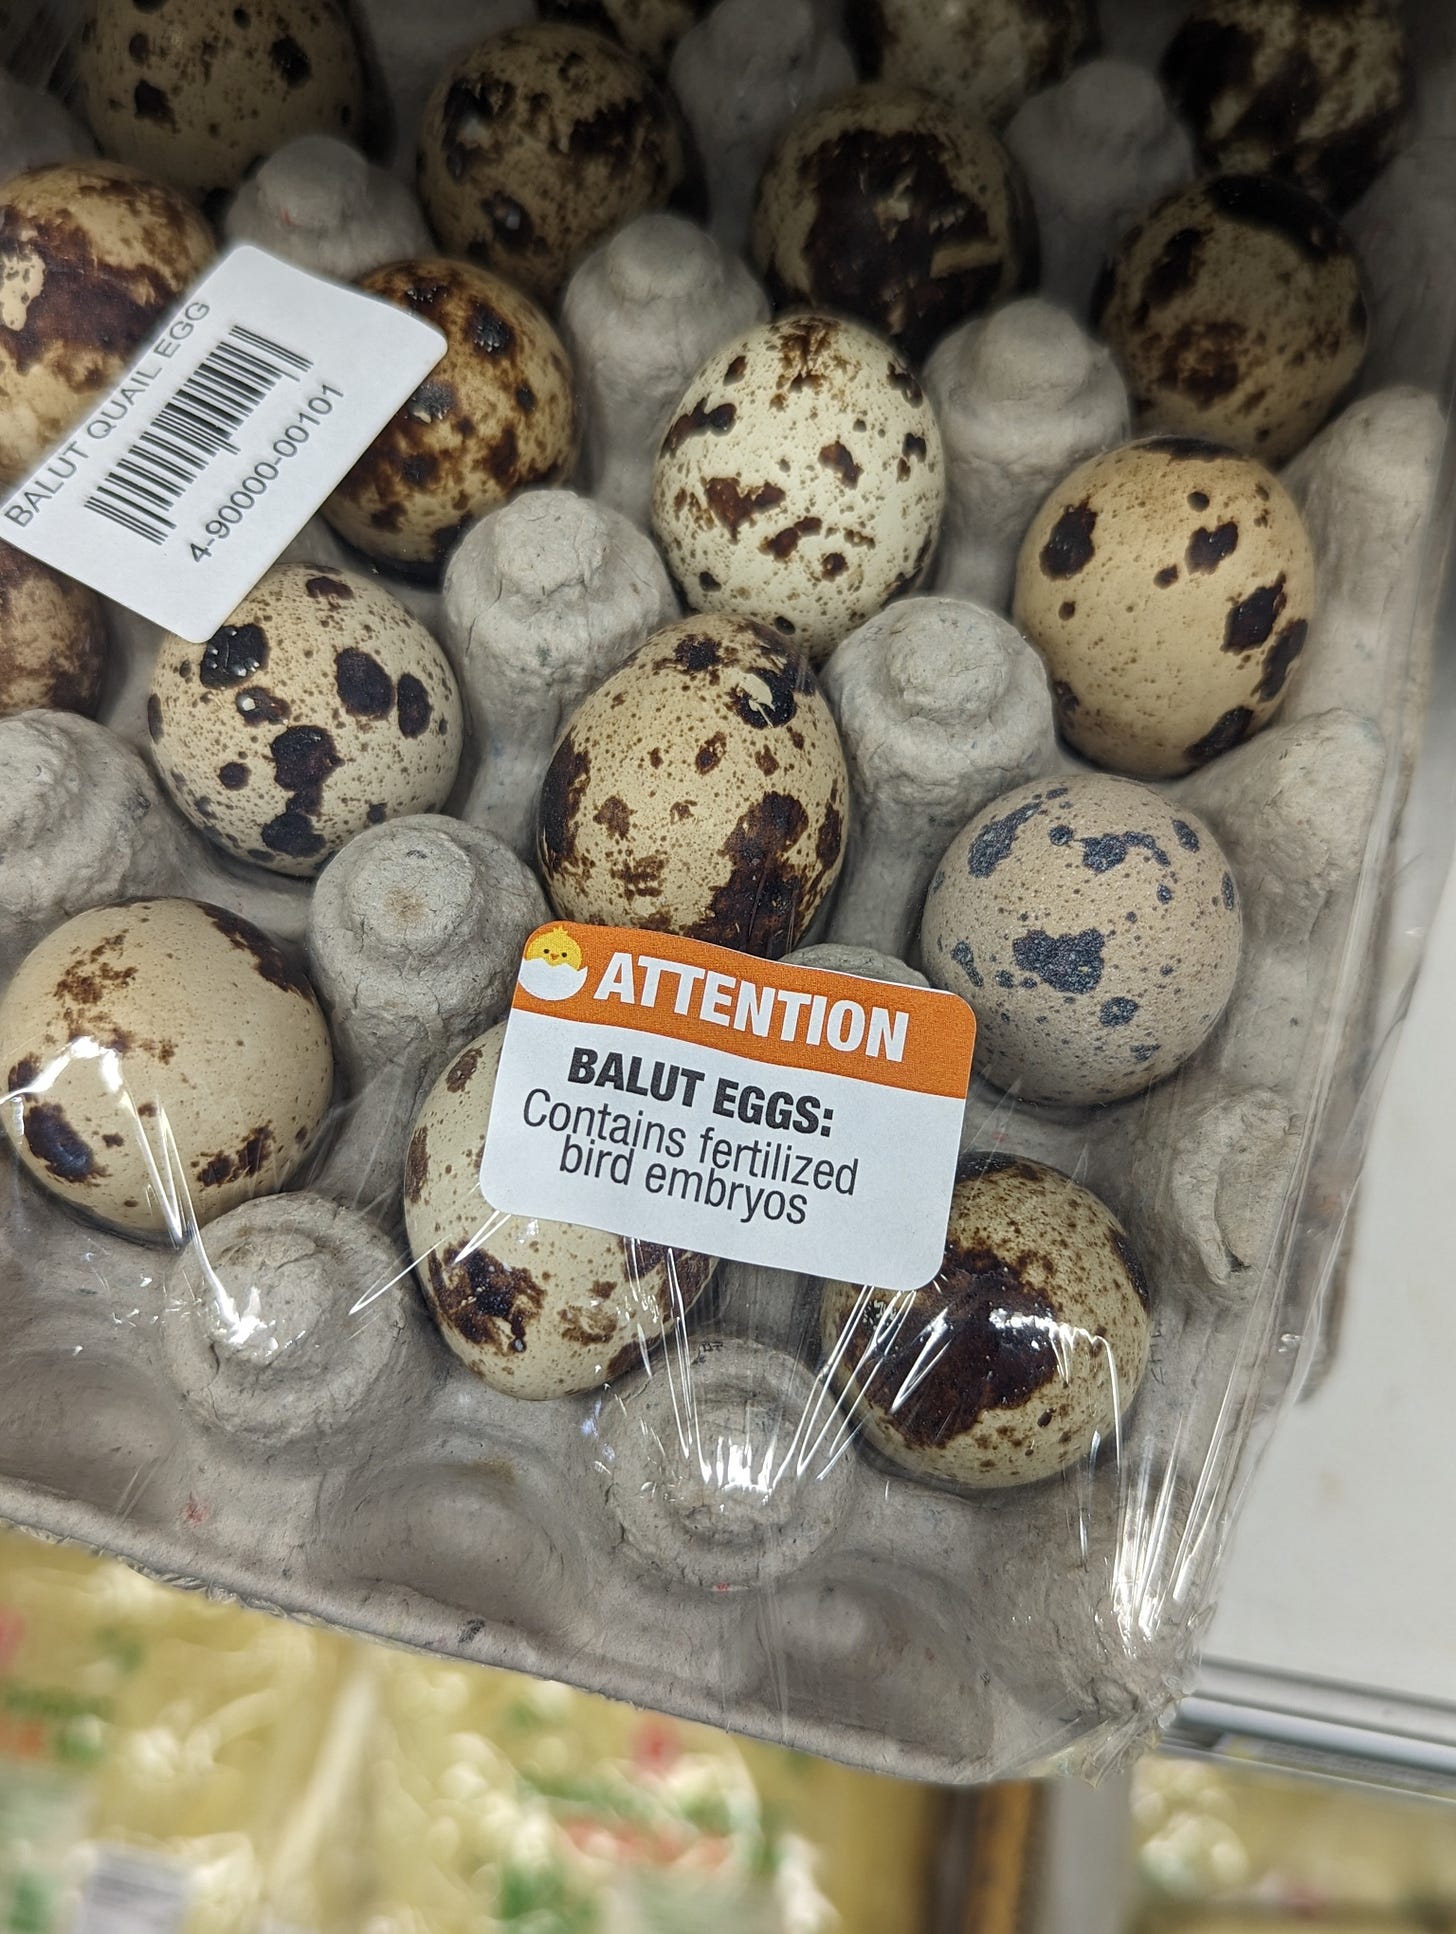 BALUT QUAIL EGG
4-90000-00101
ATTENTION
BALUT EGGS:
Contains fertilized
bird embryos